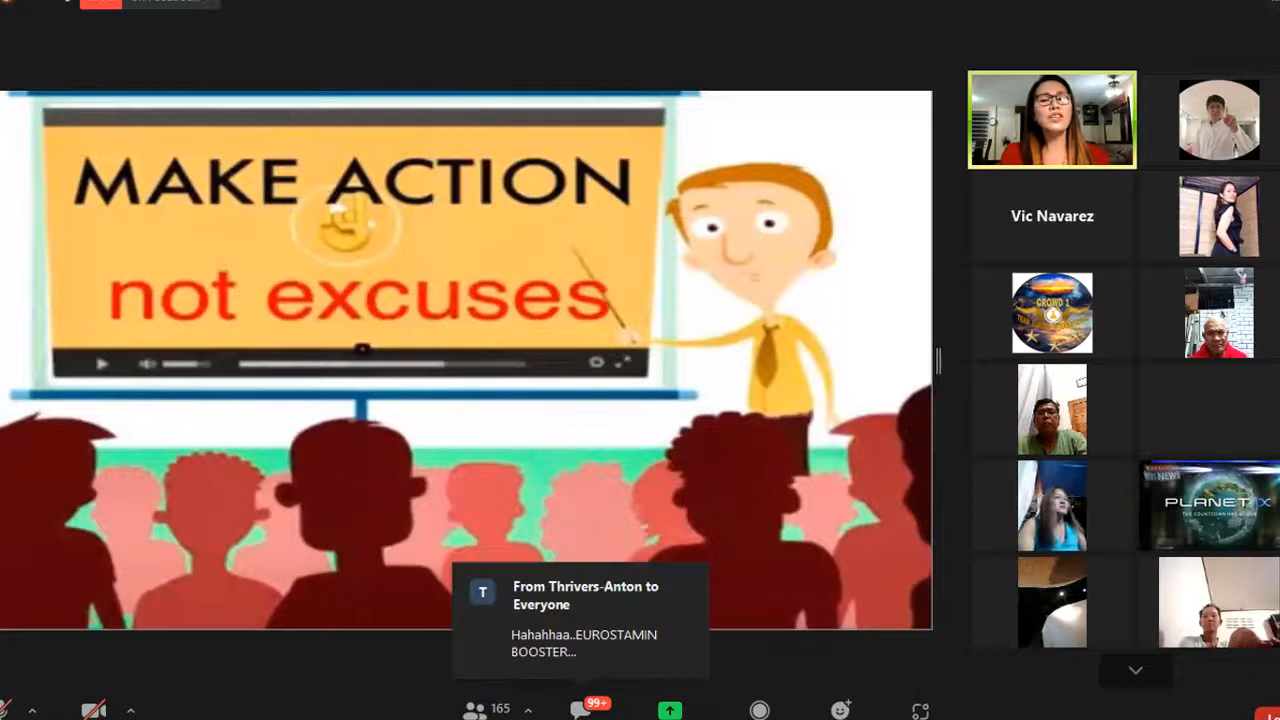 MAKE ACTION
not excuses
Vic Navarez
CROWD 1
PLANET IX
From Thrivers-Anton to
Everyone
Hahahhaa..EUROSTAMIN
BOOSTER...
T
165
99+